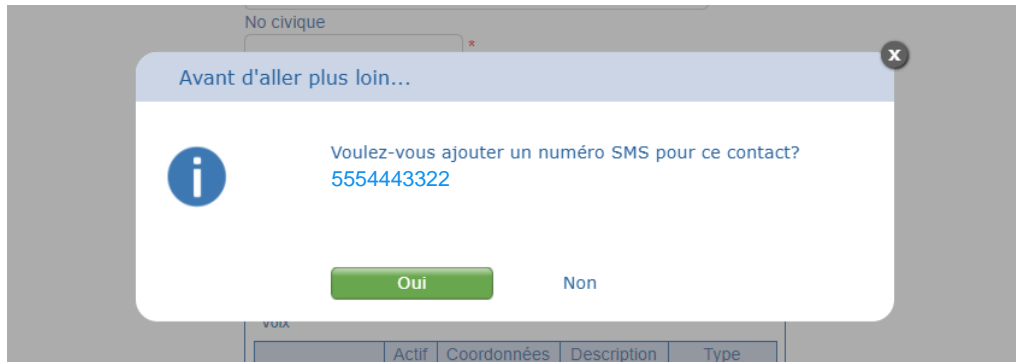 No civique
*
x
Avant d'aller plus loin...
Voulez-vous ajouter un numéro SMS pour ce contact?
5554443322
Oui Non
Voix
Actif Coordonnées Description Type